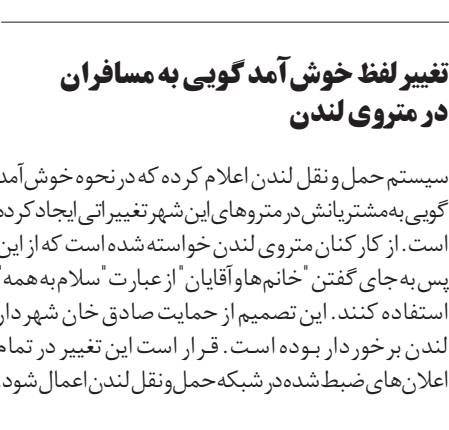 تغییر لفظ خوش‌آمد گویی به مسافران
در متروی لندن
سیستم حمل و نقل لندن اعلام کرده که در نحوه خوش‌آمد
گویی به مشتریانش در متروهای این شهر تغییراتی ایجاد کرده
است. از کارکنان متروی لندن خواسته شده است که از این
پس به جای گفتن "خانم‌ها و آقایان" از عبارت "سلام به همه"
استفاده کنند. این تصمیم از حمایت صادق خان شهردار
لندن برخوردار بوده است. قرار است این تغییر در تمام
اعلان‌های ضبط شده در شبکه حمل‌ونقل لندن اعمال شود.